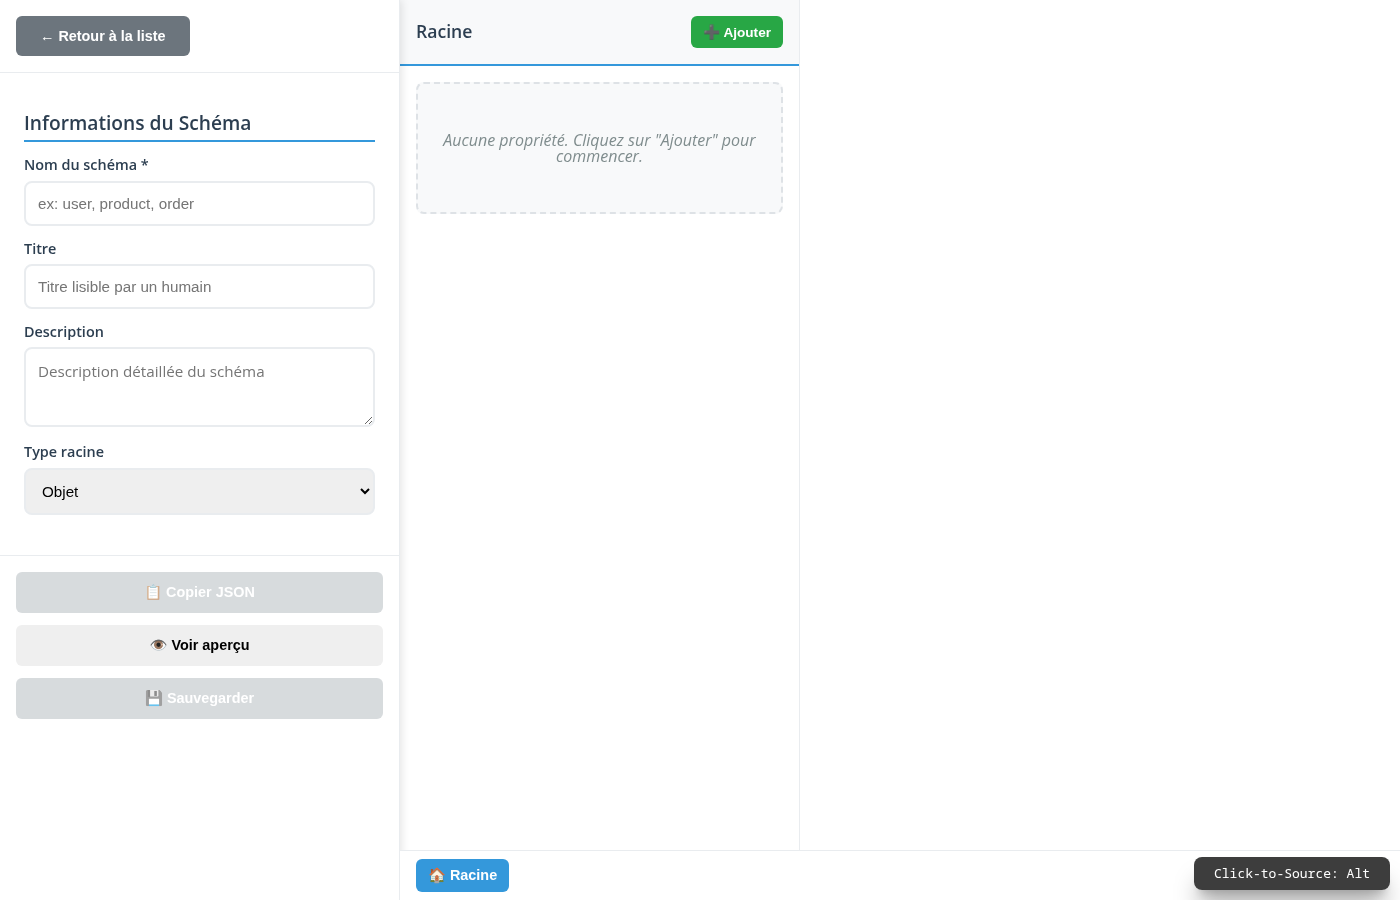 ← Retour à la liste
Informations du Schéma
Nom du schéma *
ex: user, product, order
Titre
Titre lisible par un humain
Description
Description détaillée du schéma
Type racine
Objet
📋 Copier JSON
👁️ Voir aperçu
💾 Sauvegarder
Racine
➕ Ajouter
Aucune propriété. Cliquez sur "Ajouter" pour
commencer.
🏠 Racine
Click-to-Source: Alt